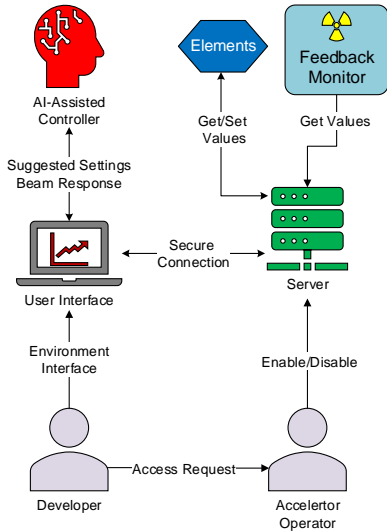 Elements
Feedback
Monitor
AI-Assisted
Controller
Get/Set
Values
Get Values
Suggested Settings
Beam Response
Secure
Connection
User Interface
Server
Environment
Interface
Enable/Disable
Access Request
Developer
Accelertor
Operator